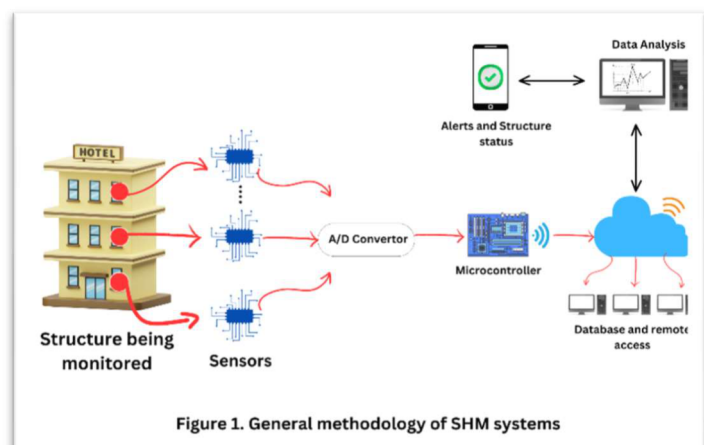 Data Analysis
Alerts and Structure
status
HOTEL
A/D Convertor
Microcontroller
Structure being
monitored
Sensors
Database and remote
access
Figure 1. General methodology of SHM systems